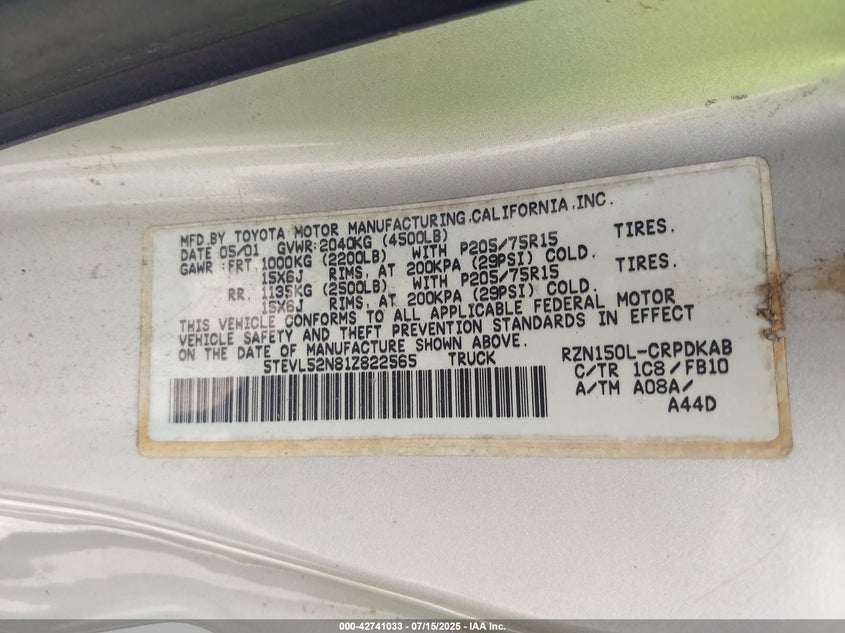 MFD.BY TOYOTA MOTOR MANUFACTURING,CALIFORNIA,INC.
DATE 05/01 GVWR:2040KG (4500LB)
GAWR :FRT. 1000KG (2200LB) WITH P205/75R15 TIRES.
15X6J RIMS, AT 200KPA (29PSI) COLD.
RR. 1135KG (2500LB) WITH P205/75R15 TIRES.
15X6J RIMS, AT 200KPA (29PSI) COLD.
THIS VEHICLE CONFORMS TO ALL APPLICABLE FEDERAL MOTOR
VEHICLE SAFETY AND THEFT PREVENTION STANDARDS IN EFFECT
ON THE DATE OF MANUFACTURE SHOWN ABOVE.
5TEVL52N81Z822565 TRUCK RZN150L-CRPDKAB
C/TR 1C8/FB10
A/TM A08A/
A44D
000-42741033 - 07/15/2025 - IAA Inc.